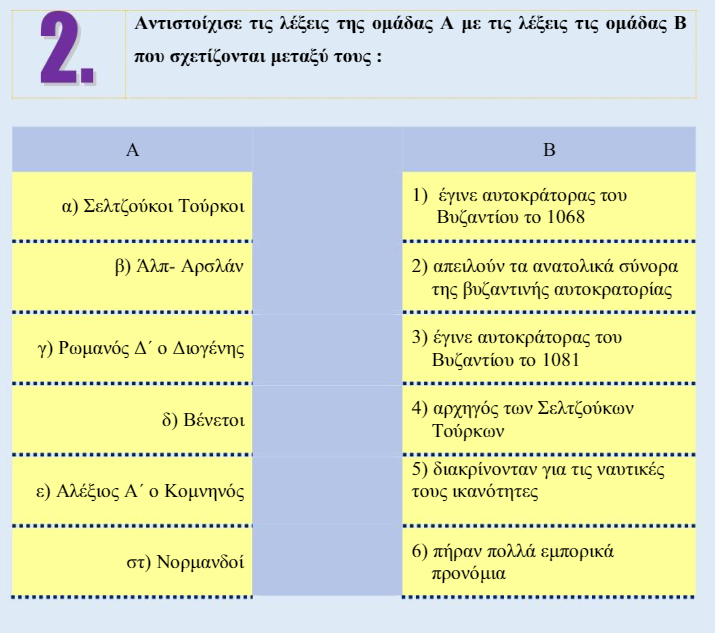 2.
Αντιστοίχισε τις λέξεις της ομάδας Α με τις λέξεις τις ομάδας Β
που σχετίζονται μεταξύ τους :
Α
Β
α) Σελτζούκοι Τούρκοι
1) έγινε αυτοκράτορας του
Βυζαντίου το 1068
β) Άλπ- Αρσλάν
2) απειλούν τα ανατολικά σύνορα
της βυζαντινής αυτοκρατορίας
γ) Ρωμανός Δ΄ ο Διογένης
3) έγινε αυτοκράτορας του
Βυζαντίου το 1081
δ) Βένετοι
4) αρχηγός των Σελτζούκων
Τούρκων
ε) Αλέξιος Α΄ ο Κομνηνός
5) διακρίνονταν για τις ναυτικές
τους ικανότητες
στ) Νορμανδοί
6) πήραν πολλά εμπορικά
προνόμια